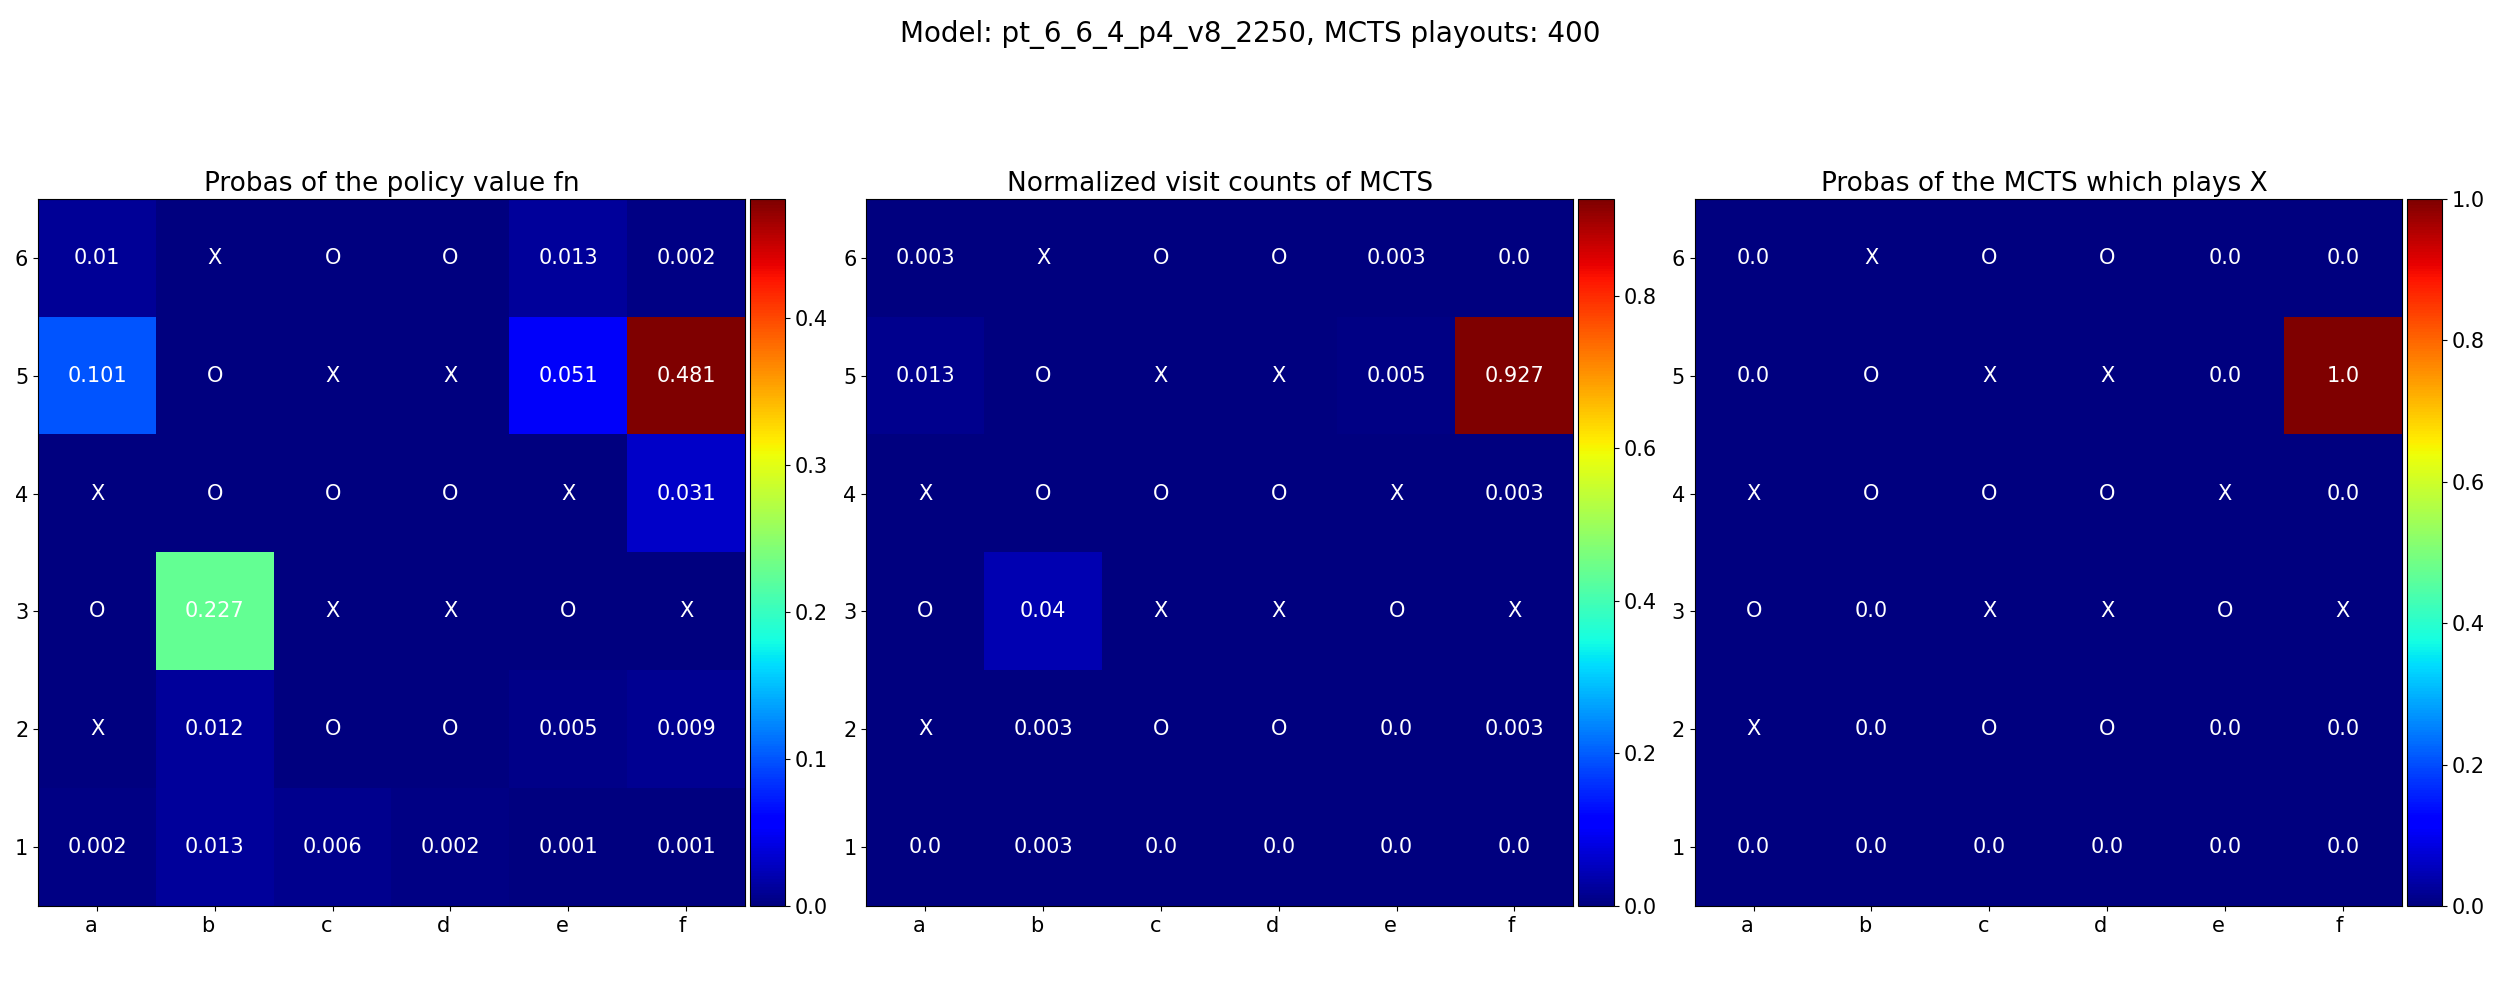 Model: pt_6_6_4_p4_v8_2250, MCTS playouts: 400
Probas of the policy value fn
6 0.01 X O O 0.013 0.002
5 0.101 O X X 0.051 0.481
4 X O O O X 0.031
3 O 0.227 X X O X
2 X 0.012 O O 0.005 0.009
1 0.002 0.013 0.006 0.002 0.001 0.001
a b c d e f
0.4
0.3
0.2
0.1
0.0
Normalized visit counts of MCTS
6 0.003 X O O 0.003 0.0
5 0.013 O X X 0.005 0.927
4 X O O O X 0.003
3 O 0.04 X X O X
2 X 0.003 O O 0.0 0.003
1 0.0 0.003 0.0 0.0 0.0 0.0
a b c d e f
0.8
0.6
0.4
0.2
0.0
Probas of the MCTS which plays X
6 0.0 X O O 0.0 0.0
5 0.0 O X X 0.0 1.0
4 X O O O X 0.0
3 O 0.0 X X O X
2 X 0.0 O O 0.0 0.0
1 0.0 0.0 0.0 0.0 0.0 0.0
a b c d e f
1.0
0.8
0.6
0.4
0.2
0.0